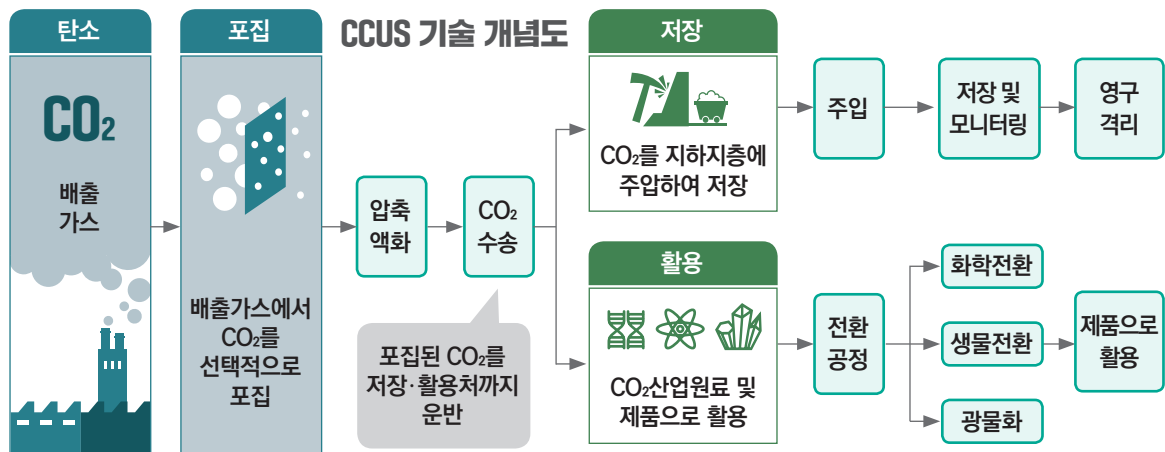 CCUS 기술 개념도
탄소
CO₂
배출
가스
포집
배출가스에서
CO₂를
선택적으로
포집
압축
액화
CO₂
수송
포집된 CO₂를
저장·활용처까지
운반
저장
CO₂를 지하지층에
주압하여 저장
주입
저장 및
모니터링
영구
격리
활용
CO₂산업원료 및
제품으로 활용
전환
공정
화학전환
생물전환
광물화
제품으로
활용